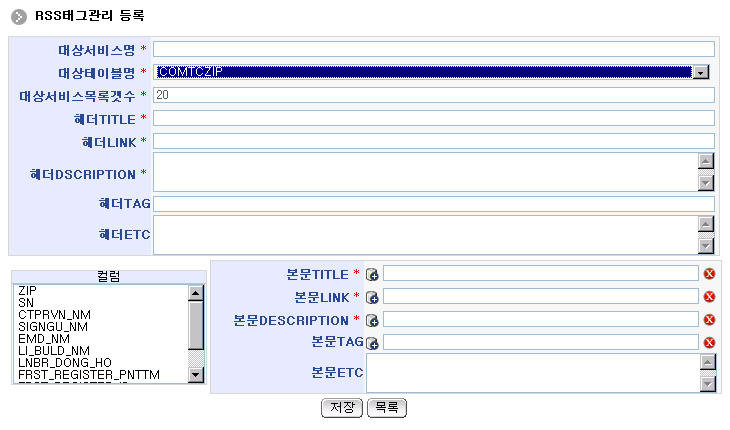 RSS태그관리 등록
대상서비스명 *
대상테이블명 * COMTCZIP
대상서비스목록갯수 * 20
헤더TITLE *
헤더LINK *
헤더DSCRIPTION *
헤더TAG
헤더ETC
컬럼
ZIP
SN
CTPRVN_NM
SIGNGU_NM
EMD_NM
LI_BULD_NM
LNBR_DONG_HO
FRST_REGISTER_PNTTM
본문TITLE *
본문LINK *
본문DESCRIPTION *
본문TAG
본문ETC
저장 목록